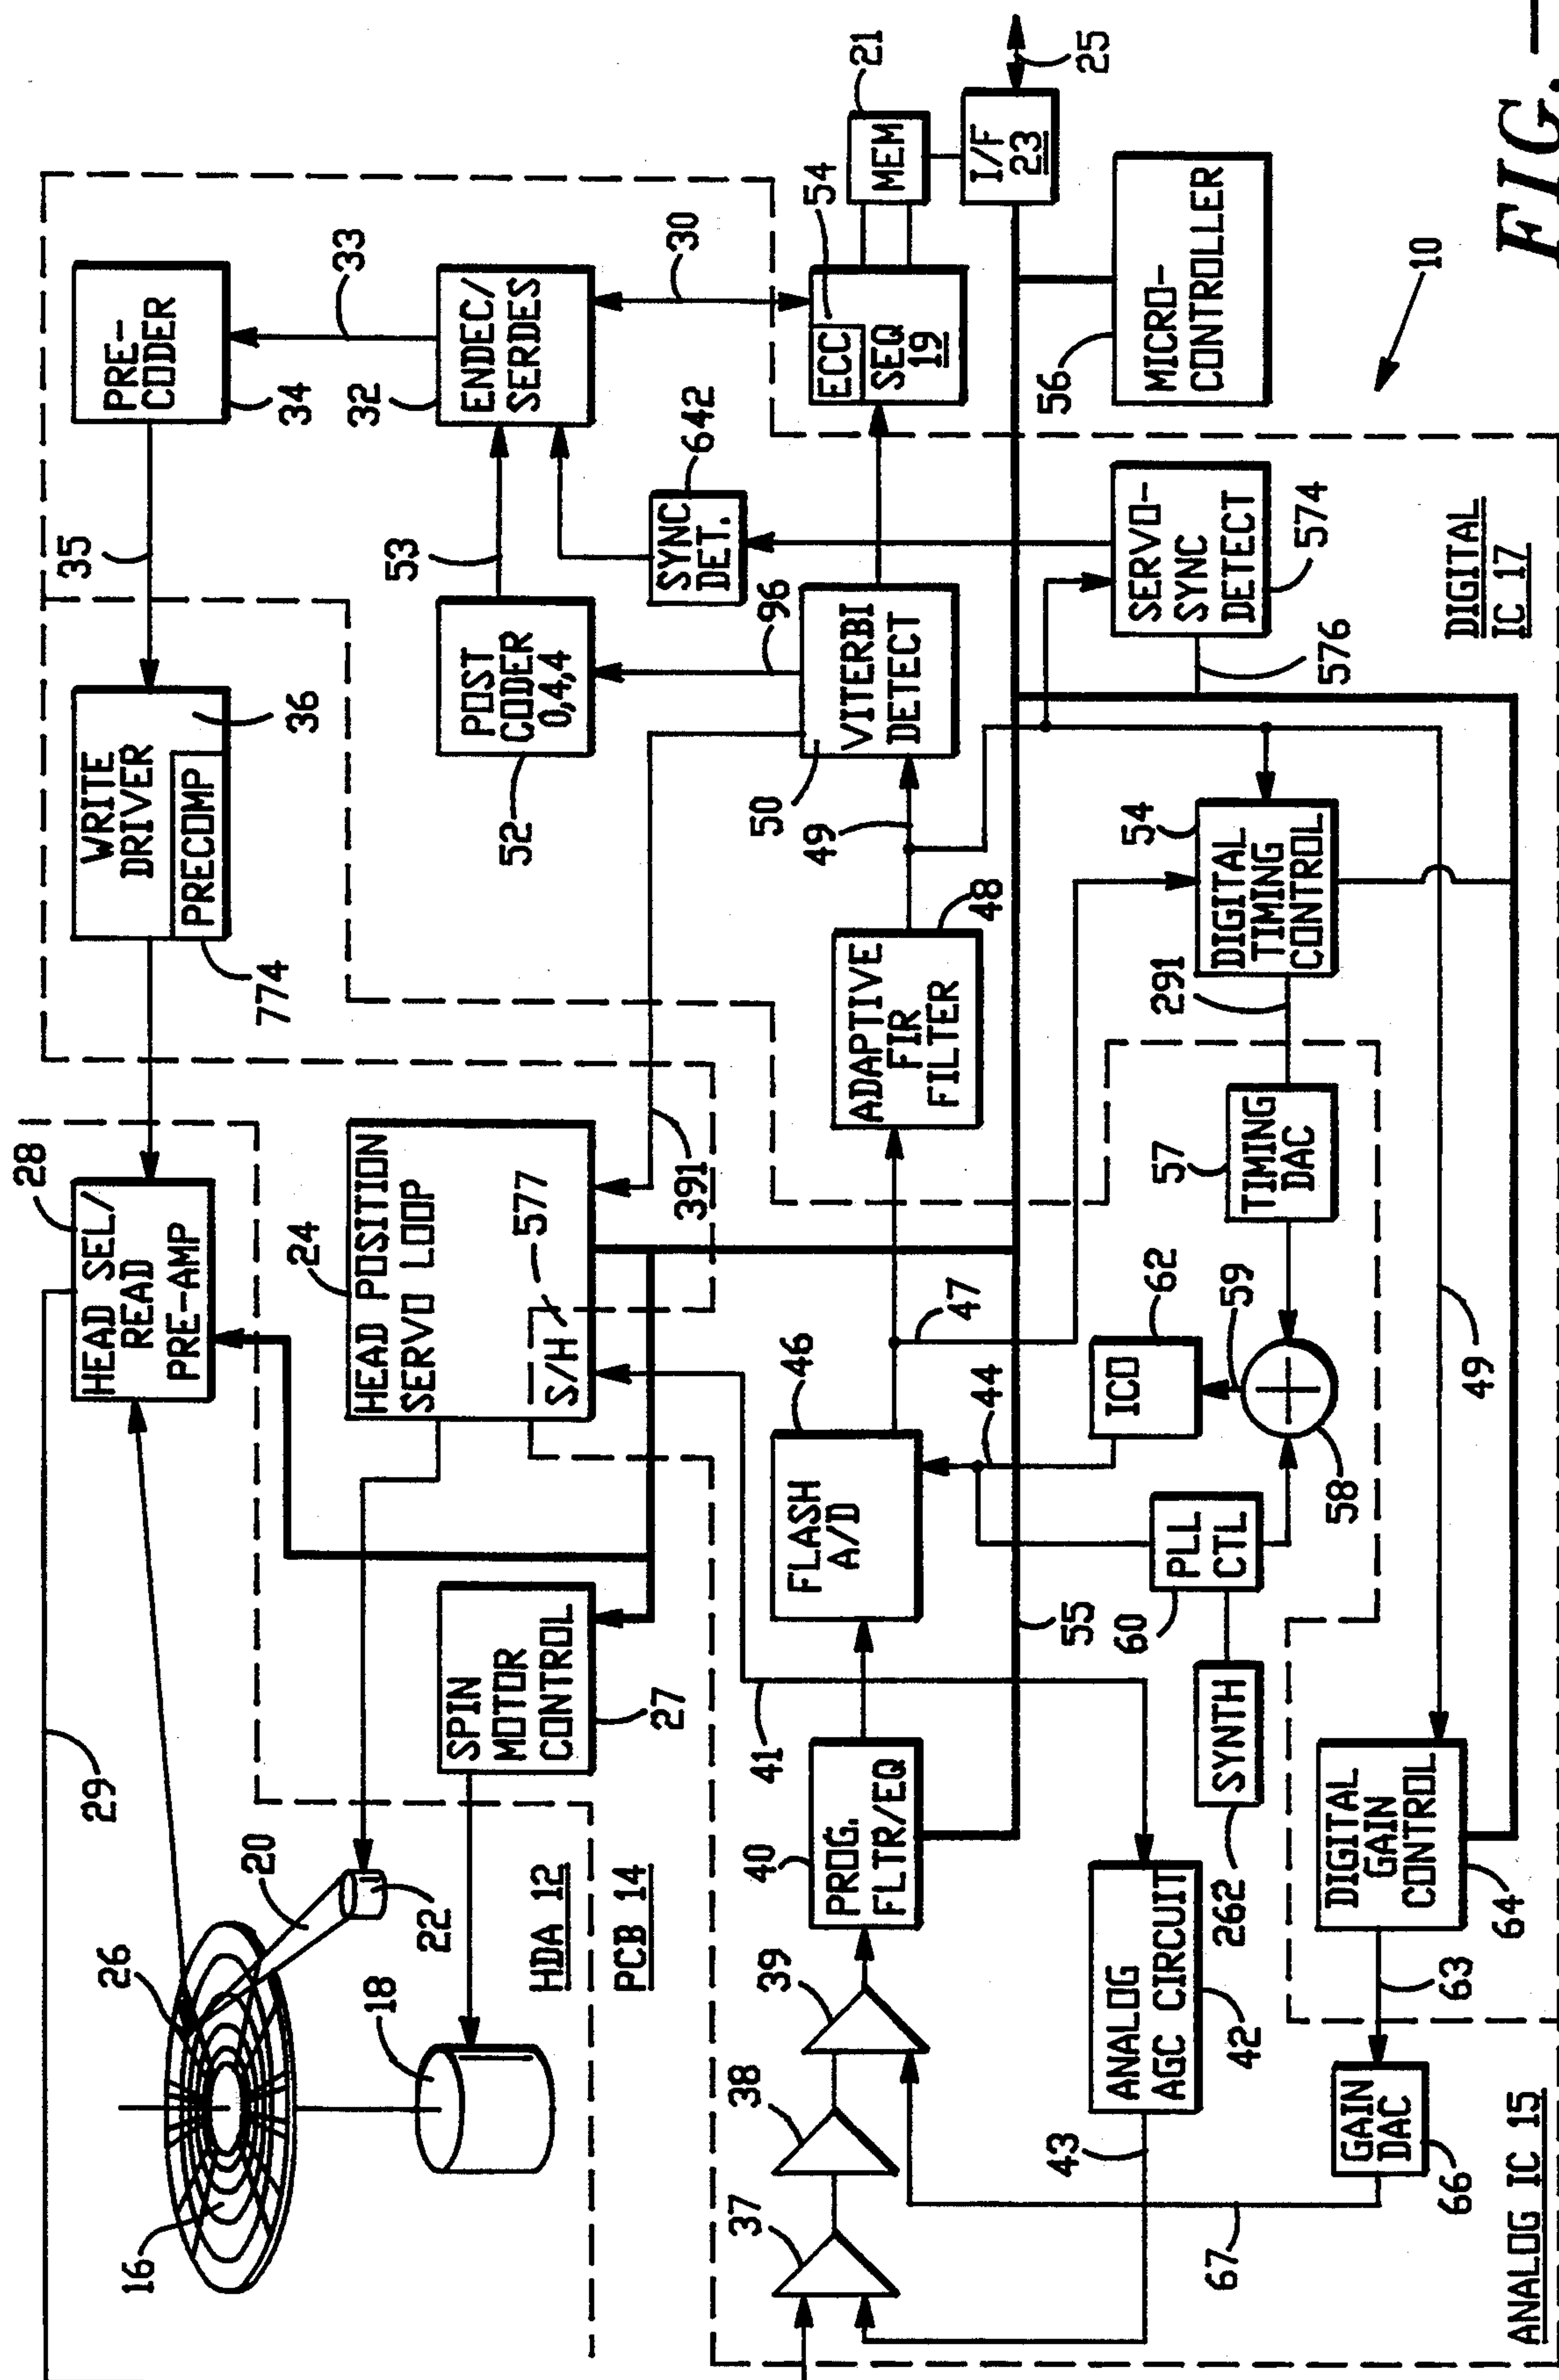 29
28
HEAD SEL/
READ
PRE-AMP
WRITE
DRIVER
PRECOMP
36
774
35
PRE-
CODER
34
33
16
26
20
22
18
24
HEAD POSITION
SERVO LOOP
S/H
577
391
SPIN
MOTOR
CONTROL
27
HDA 12
PCB 14
POST
CODER
0,4,4
52
53
ENDEC/
SERDES
32
30
SYNC
DET.
642
96
37
38
39
40
PROG.
FLTR/EQ
41
FLASH
A/D
46
47
44
ADAPTIVE
FIR
FILTER
48
49
50
VITERBI
DETECT
ECC
SEQ
19
54
MEM
21
I/F
23
25
55
43
ANALOG
AGC CIRCUIT
42
SYNTH
262
60
PLL
CTL
ICD
62
59
58
57
TIMING
DAC
291
DIGITAL
TIMING
CONTROL
54
SERVO-
SYNC
DETECT
574
576
56
MICRO-
CONTROLLER
67
GAIN
DAC
66
63
DIGITAL
GAIN
CONTROL
64
49
10
ANALOG IC 15
DIGITAL
IC 17
FIG.